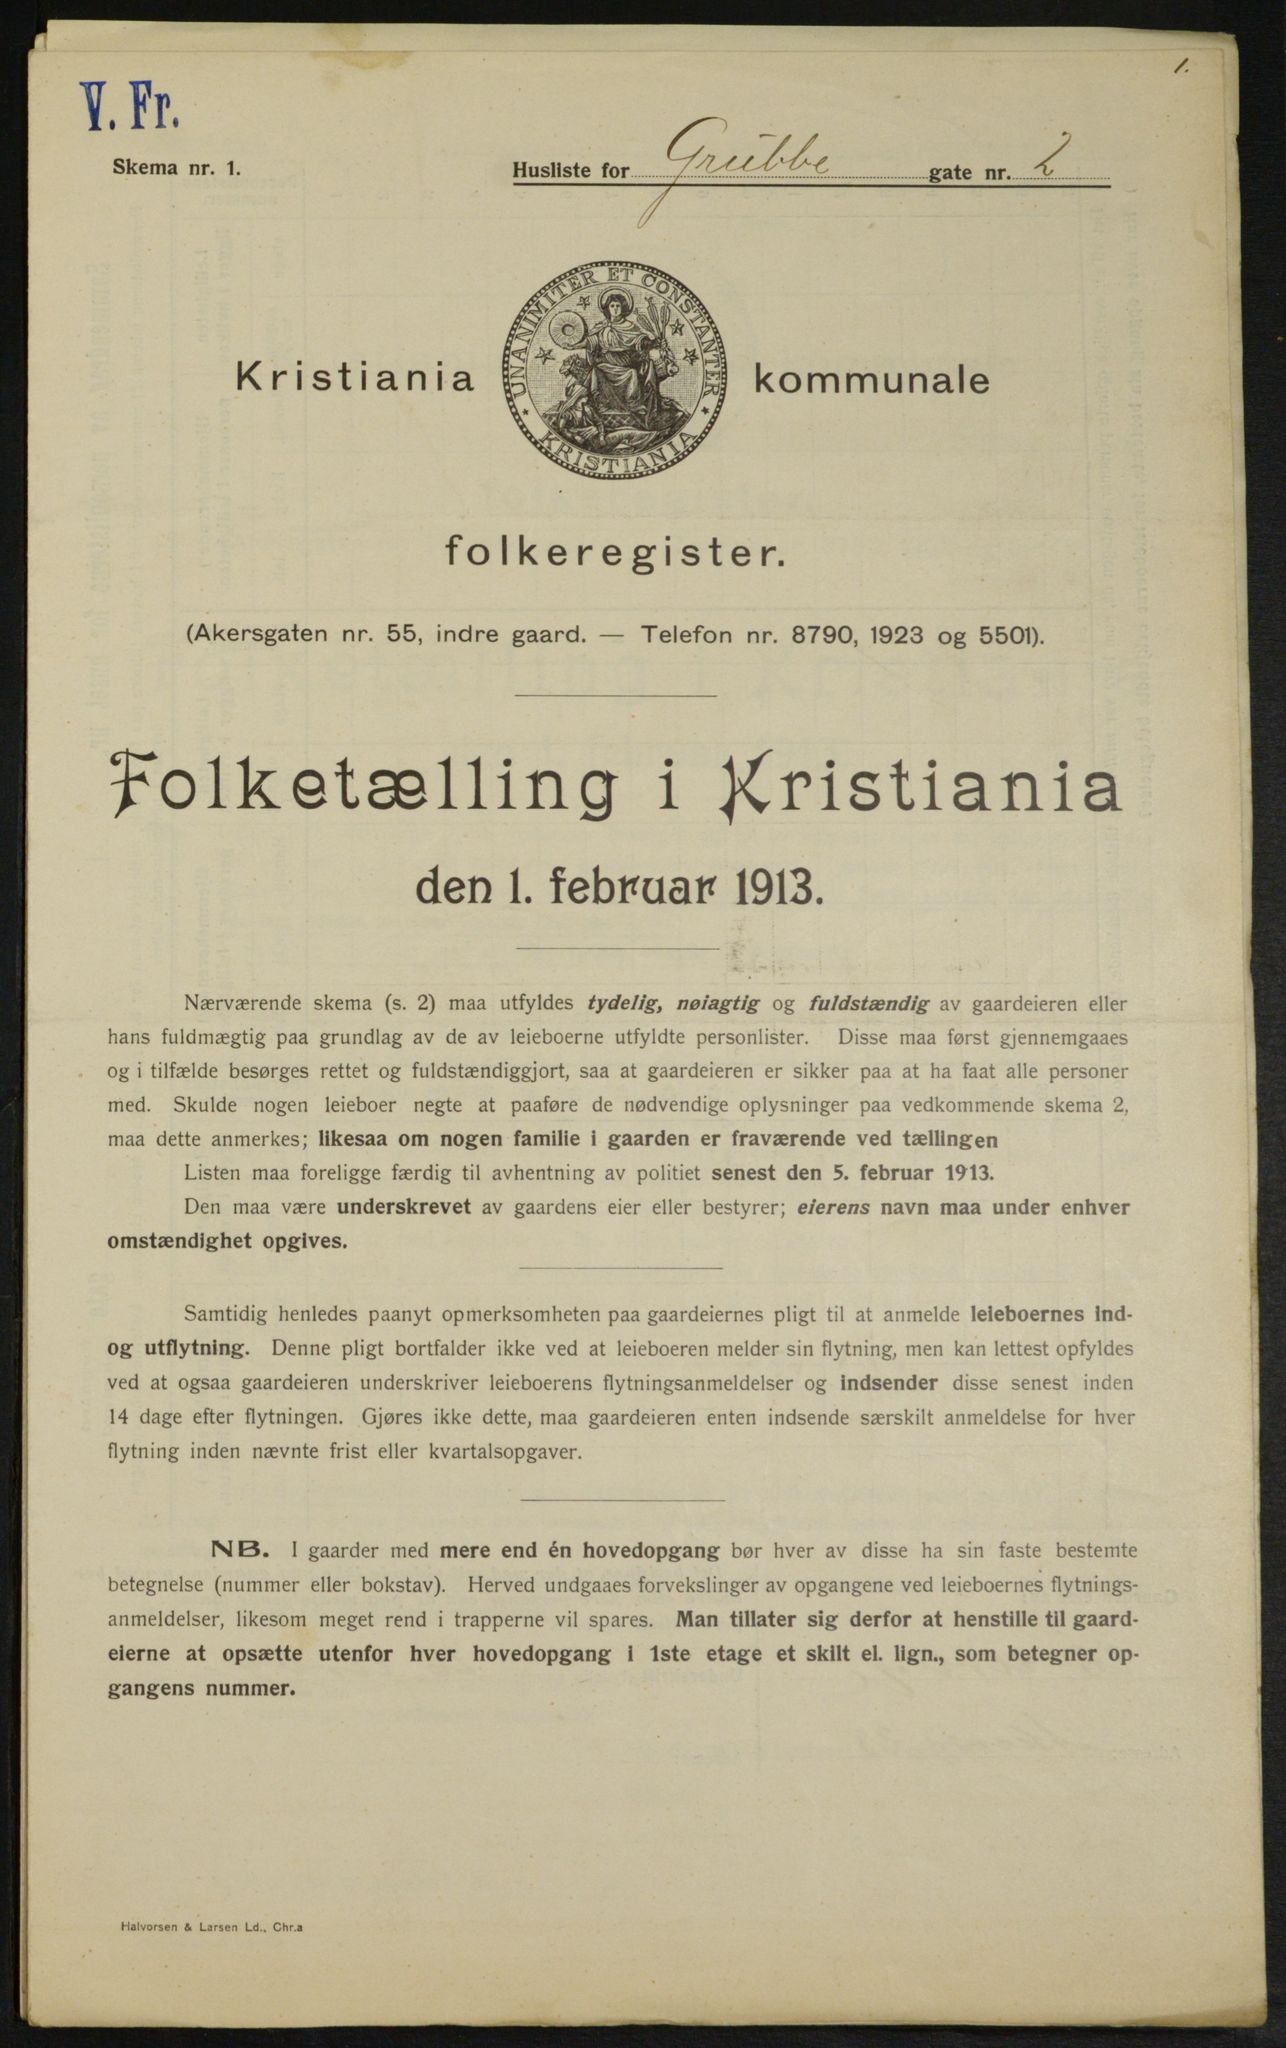 1.
V. Fr.
Skema nr. 1.
Husliste for Grubbe gate nr. 2
UNANIMITER ET CONSTANTER
KRISTIANIA
Kristiania kommunale
folkeregister.
(Akersgaten nr. 55, indre gaard. — Telefon nr. 8790, 1923 og 5501).
Folketælling i Kristiania
den 1. februar 1913.
Nærværende skema (s. 2) maa utfyldes tydelig, nøiagtig og fuldstændig av gaardeieren eller
hans fuldmægtig paa grundlag av de av leieboerne utfyldte personlister. Disse maa først gjennemgaaes
og i tilfælde besørges rettet og fuldstændiggjort, saa at gaardeieren er sikker paa at ha faat alle personer
med. Skulde nogen leieboer negte at paaføre de nødvendige oplysninger paa vedkommende skema 2,
maa dette anmerkes; likesaa om nogen familie i gaarden er fraværende ved tællingen
Listen maa foreligge færdig til avhentning av politiet senest den 5. februar 1913.
Den maa være underskrevet av gaardens eier eller bestyrer; eierens navn maa under enhver
omstændighet opgives.
Samtidig henledes paanyt opmerksomheten paa gaardeiernes pligt til at anmelde leieboernes ind-
og utflytning. Denne pligt bortfalder ikke ved at leieboeren melder sin flytning, men kan lettest opfyldes
ved at ogsaa gaardeieren underskriver leieboerens flytningsanmeldelser og indsender disse senest inden
14 dage efter flytningen. Gjøres ikke dette, maa gaardeieren enten indsende særskilt anmeldelse for hver
flytning inden nævnte frist eller kvartalsopgaver.
NB. I gaarder med mere end én hovedopgang bør hver av disse ha sin faste bestemte
betegnelse (nummer eller bokstav). Herved undgaaes forvekslinger av opgangene ved leieboernes flytnings-
anmeldelser, likesom meget rend i trapperne vil spares. Man tillater sig derfor at henstille til gaard-
eierne at opsætte utenfor hver hovedopgang i 1ste etage et skilt el. lign., som betegner op-
gangens nummer.
Halvorsen & Larsen Ld., Chr.a